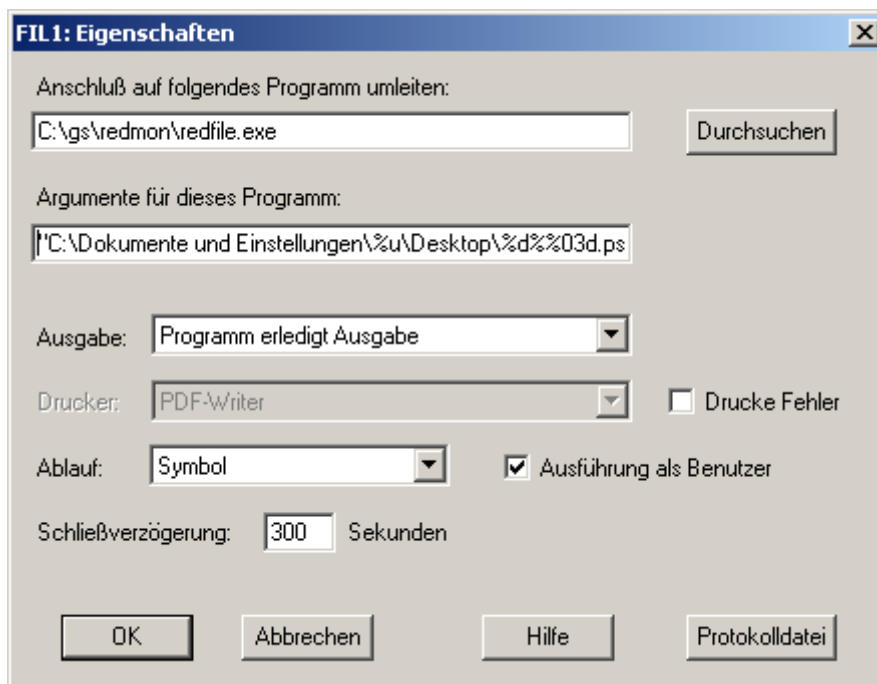 FIL1: Eigenschaften
Anschluß auf folgendes Programm umleiten:
C:\gs\redmon\redfile.exe
Durchsuchen
Argumente für dieses Programm:
"C:\Dokumente und Einstellungen\%u\Desktop\%d%%03d.ps
Ausgabe: Programm erledigt Ausgabe
Drucker: PDF-Writer Drucke Fehler
Ablauf: Symbol Ausführung als Benutzer
Schließverzögerung: 300 Sekunden
OK Abbrechen Hilfe Protokolldatei